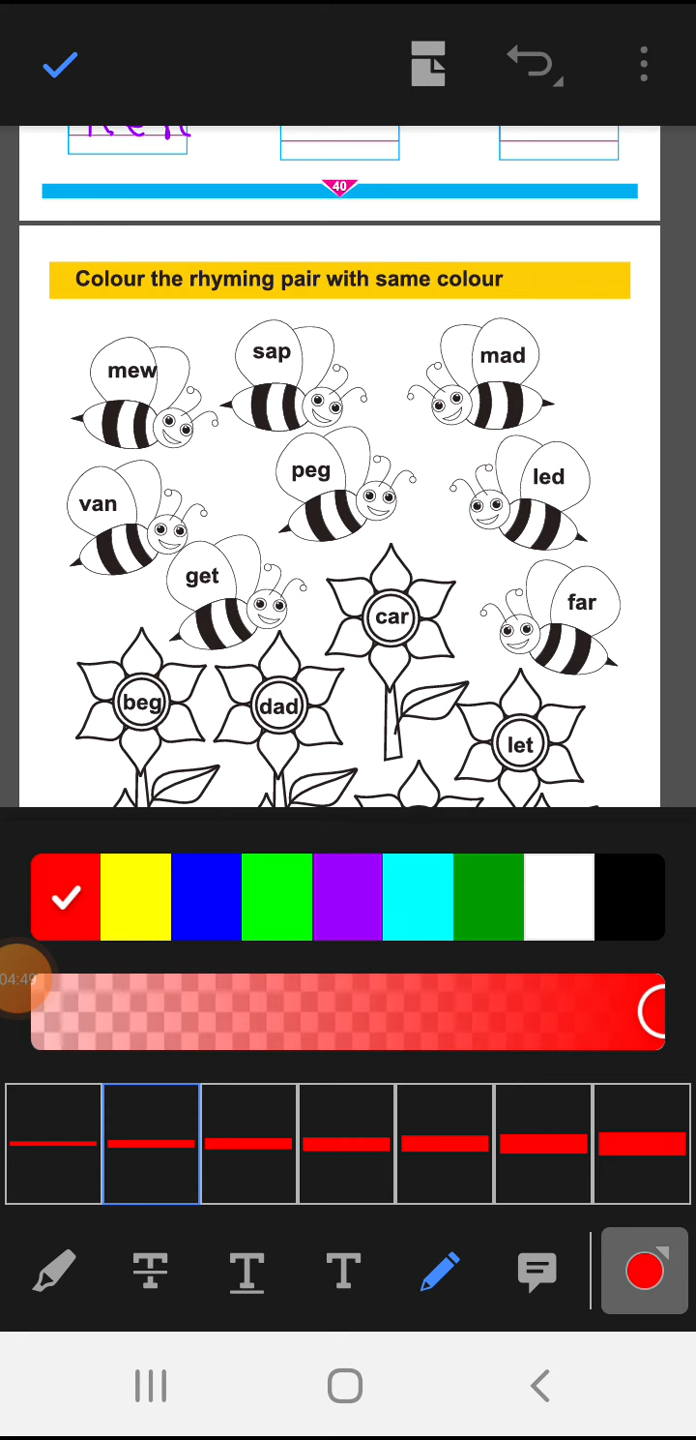 hen
40
Colour the rhyming pair with same colour
mew
sap
mad
van
peg
led
get
car
far
beg
dad
let
04:49
T
T
T